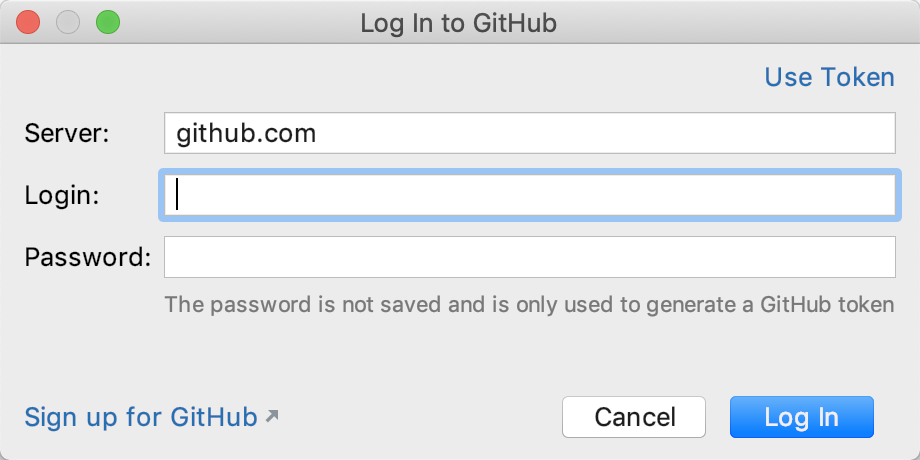 Log In to GitHub
Use Token
Server: github.com
Login:
Password:
The password is not saved and is only used to generate a GitHub token
Sign up for GitHub Cancel Log In